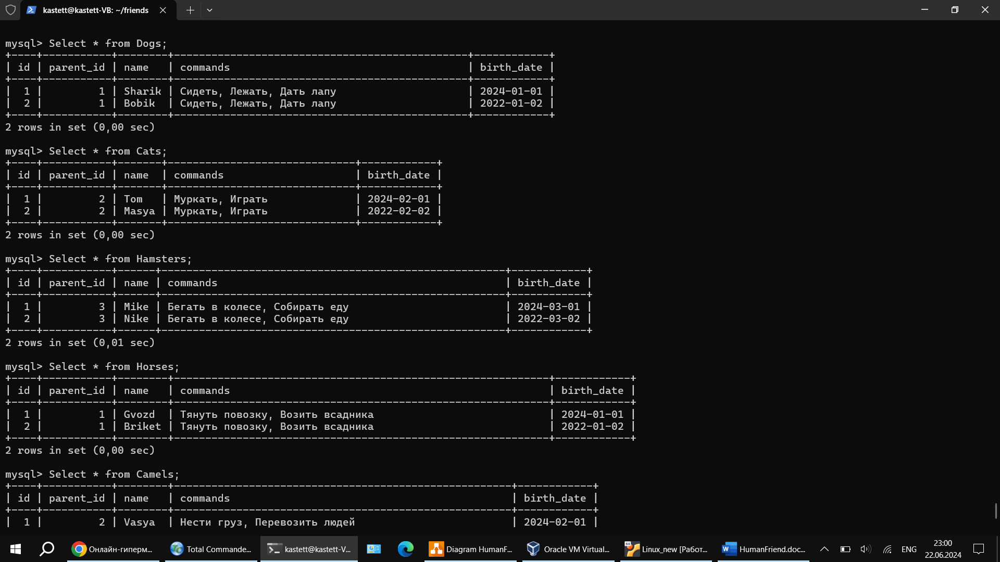 kastett@kastett-VB: ~/friends
mysql> Select * from Dogs;
+----+-----------+--------+-----------------------------------------------+------------+
| id | parent_id | name   | commands                                      | birth_date |
+----+-----------+--------+-----------------------------------------------+------------+
|  1 |         1 | Sharik | Сидеть, Лежать, Дать лапу                     | 2024-01-01 |
|  2 |         1 | Bobik  | Сидеть, Лежать, Дать лапу                     | 2022-01-02 |
+----+-----------+--------+-----------------------------------------------+------------+
2 rows in set (0,00 sec)
mysql> Select * from Cats;
+----+-----------+-------+------------------------------+------------+
| id | parent_id | name  | commands                     | birth_date |
+----+-----------+-------+------------------------------+------------+
|  1 |         2 | Tom   | Муркать, Играть              | 2024-02-01 |
|  2 |         2 | Masya | Муркать, Играть              | 2022-02-02 |
+----+-----------+-------+------------------------------+------------+
2 rows in set (0,00 sec)
mysql> Select * from Hamsters;
+----+-----------+------+-------------------------------------------------------+------------+
| id | parent_id | name | commands                                              | birth_date |
+----+-----------+------+-------------------------------------------------------+------------+
|  1 |         3 | Mike | Бегать в колесе, Собирать еду                         | 2024-03-01 |
|  2 |         3 | Nike | Бегать в колесе, Собирать еду                         | 2022-03-02 |
+----+-----------+------+-------------------------------------------------------+------------+
2 rows in set (0,01 sec)
mysql> Select * from Horses;
+----+-----------+--------+------------------------------------------------------------+------------+
| id | parent_id | name   | commands                                                   | birth_date |
+----+-----------+--------+------------------------------------------------------------+------------+
|  1 |         1 | Gvozd  | Тянуть повозку, Возить всадника                            | 2024-01-01 |
|  2 |         1 | Briket | Тянуть повозку, Возить всадника                            | 2022-01-02 |
+----+-----------+--------+------------------------------------------------------------+------------+
2 rows in set (0,00 sec)
mysql> Select * from Camels;
+----+-----------+--------+------------------------------------------------------+------------+
| id | parent_id | name   | commands                                             | birth_date |
+----+-----------+--------+------------------------------------------------------+------------+
|  1 |         2 | Vasya  | Нести груз, Перевозить людей                         | 2024-02-01 |
Онлайн-гиперм... Total Commande... kastett@kastett-V... Diagram HumanF... Oracle VM Virtual... 64 Linux_new [Работ... HumanFriend.doc... ENG 23:00
22.06.2024